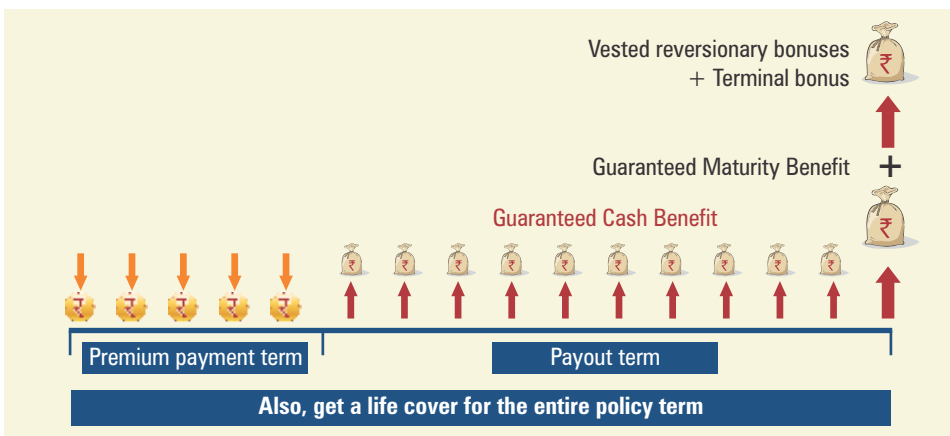 Vested reversionary bonuses
+ Terminal bonus
₹
Guaranteed Maturity Benefit +
₹
Guaranteed Cash Benefit
₹ ₹ ₹ ₹ ₹ ₹ ₹ ₹ ₹ ₹
₹ ₹ ₹ ₹ ₹
Premium payment term
Payout term
Also, get a life cover for the entire policy term